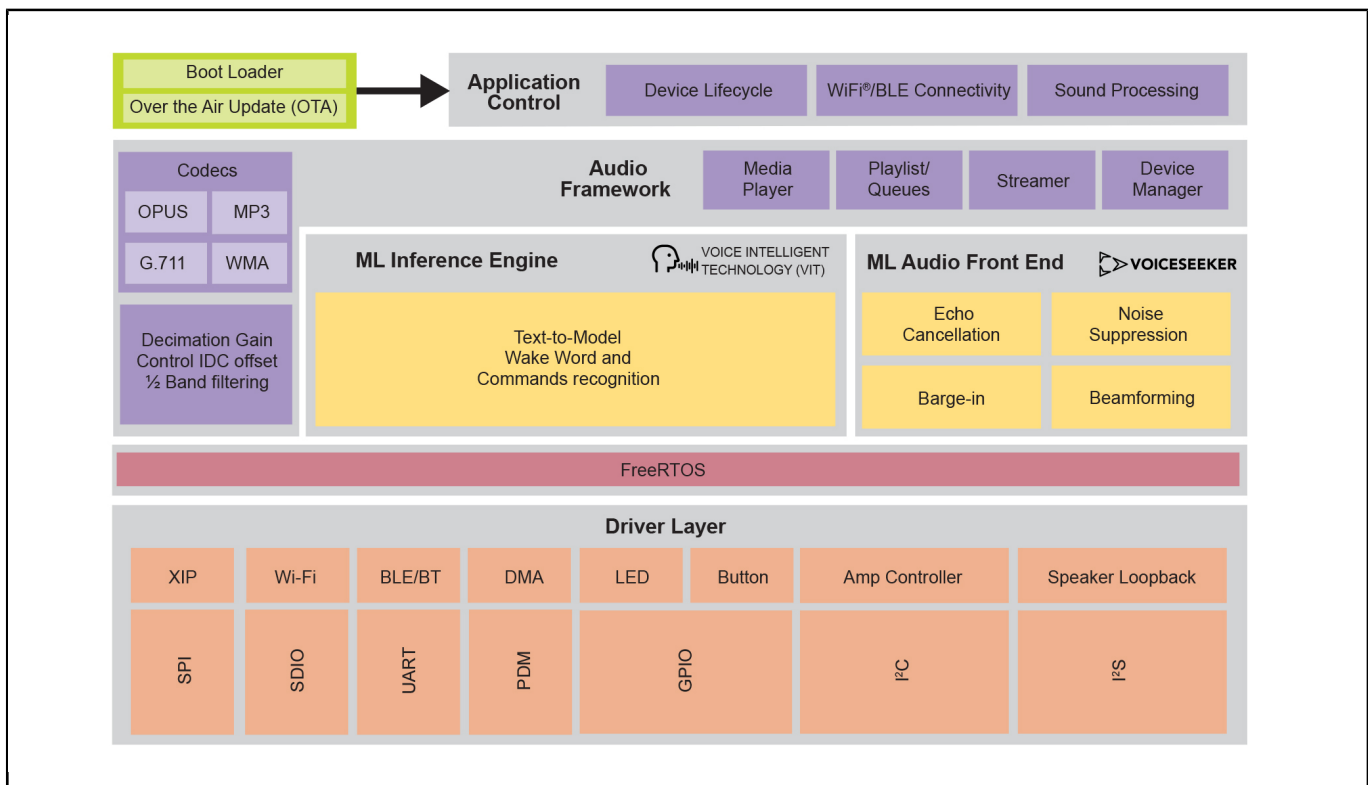 Boot Loader
Over the Air Update (OTA)
Application
Control
Device Lifecycle
WiFi®/BLE Connectivity
Sound Processing
Codecs
OPUS
MP3
G.711
WMA
Decimation Gain
Control IDC offset
½ Band filtering
Audio
Framework
Media
Player
Playlist/
Queues
Streamer
Device
Manager
ML Inference Engine
VOICE INTELLIGENT
TECHNOLOGY (VIT)
Text-to-Model
Wake Word and
Commands recognition
ML Audio Front End
VOICESEEKER
Echo
Cancellation
Noise
Suppression
Barge-in
Beamforming
FreeRTOS
Driver Layer
XIP
Wi-Fi
BLE/BT
DMA
LED
Button
Amp Controller
Speaker Loopback
SPI
SDIO
UART
PDM
GPIO
I²C
I²S